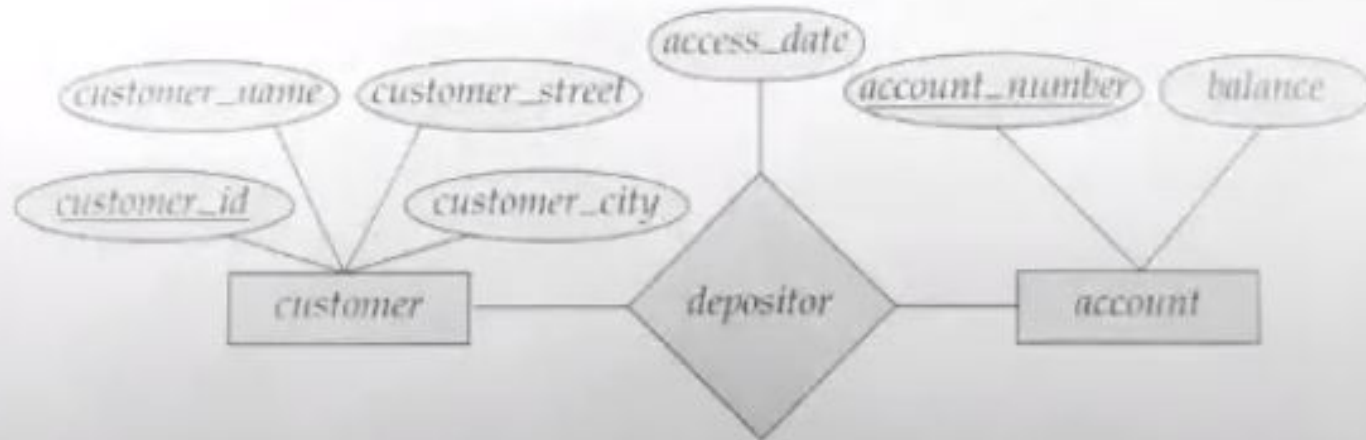 access_date
customer_name customer_street account_number balance
customer_id customer_city
customer depositor account